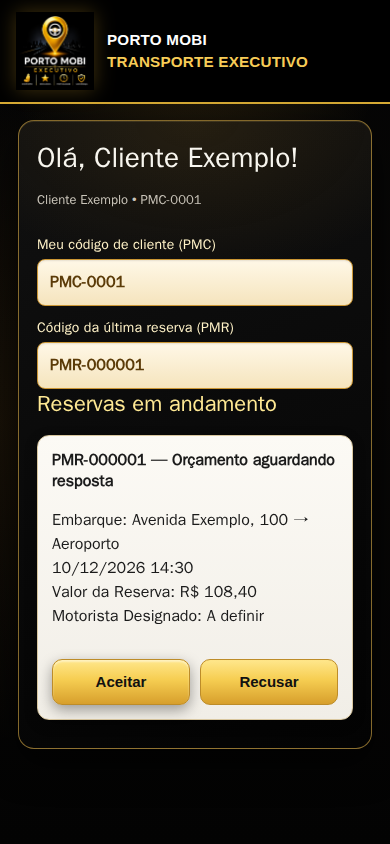 PORTO MOBI
EXECUTIVO
PORTO MOBI
TRANSPORTE EXECUTIVO
Olá, Cliente Exemplo!
Cliente Exemplo • PMC-0001
Meu código de cliente (PMC)
PMC-0001
Código da última reserva (PMR)
PMR-000001
Reservas em andamento
PMR-000001 — Orçamento aguardando
resposta
Embarque: Avenida Exemplo, 100 →
Aeroporto
10/12/2026 14:30
Valor da Reserva: R$ 108,40
Motorista Designado: A definir
Aceitar
Recusar